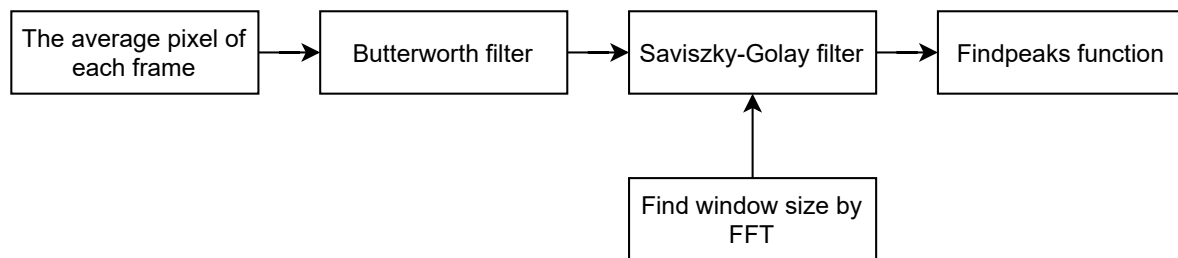 The average pixel of
each frame
Butterworth filter
Saviszky-Golay filter
Findpeaks function
Find window size by
FFT